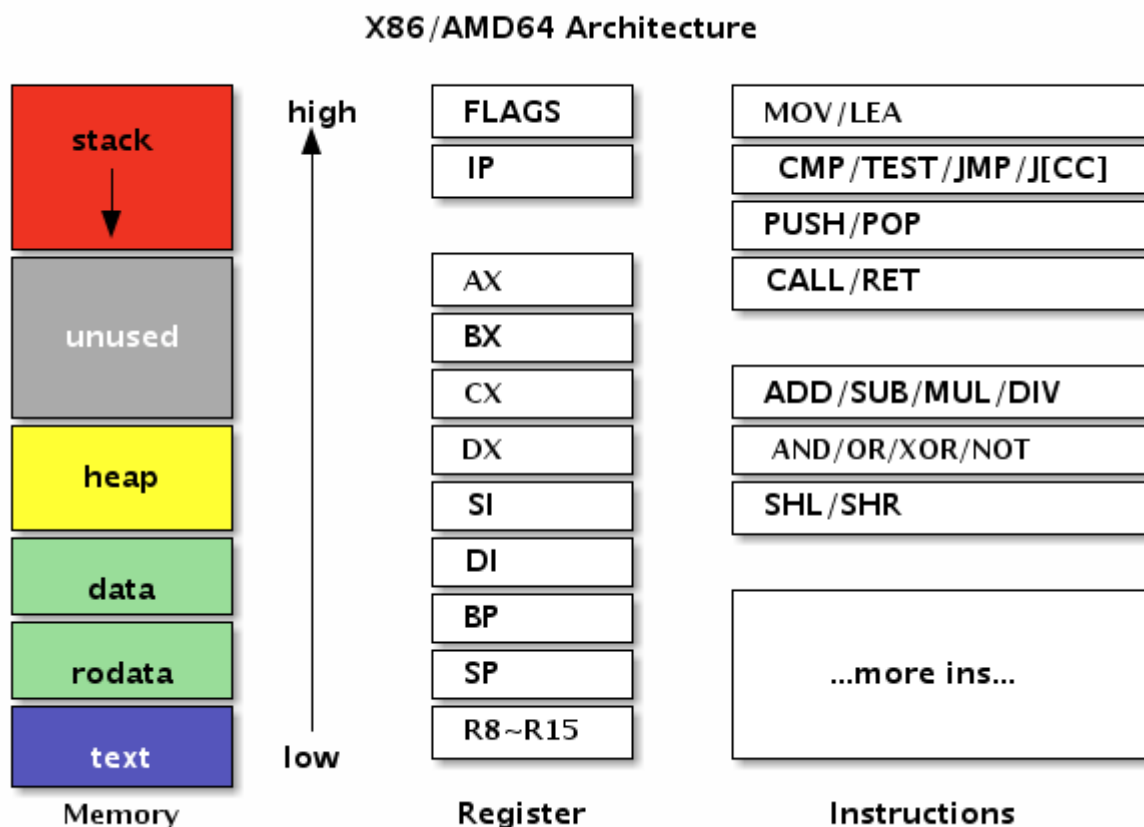 X86/AMD64 Architecture
stack
unused
heap
data
rodata
text
Memory
high
low
FLAGS
IP
AX
BX
CX
DX
SI
DI
BP
SP
R8~R15
Register
MOV/LEA
CMP/TEST/JMP/J[CC]
PUSH/POP
CALL/RET
ADD/SUB/MUL/DIV
AND/OR/XOR/NOT
SHL/SHR
...more ins...
Instructions